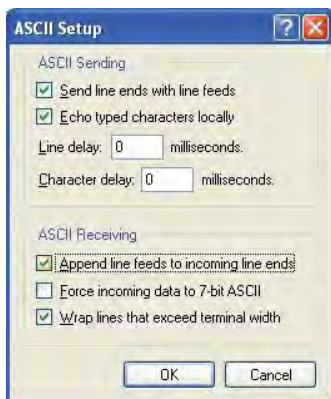 ASCII Setup
ASCII Sending
Send line ends with line feeds
Echo typed characters locally
Line delay: 0 milliseconds.
Character delay: 0 milliseconds.
ASCII Receiving
Append line feeds to incoming line ends
Force incoming data to 7-bit ASCII
Wrap lines that exceed terminal width
OK Cancel